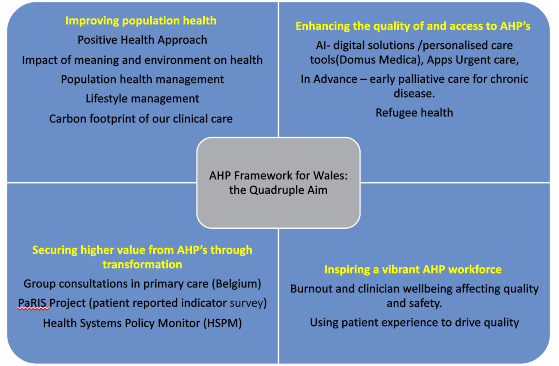 Improving population health
Positive Health Approach
Impact of meaning and environment on health
Population health management
Lifestyle management
Carbon footprint of our clinical care
Enhancing the quality of and access to AHP's
AI- digital solutions /personalised care
tools(Domus Medica), Apps Urgent care,
In Advance – early palliative care for chronic
disease.
Refugee health
AHP Framework for Wales:
the Quadruple Aim
Securing higher value from AHP's through
transformation
Group consultations in primary care (Belgium)
PaRIS Project (patient reported indicator survey)
Health Systems Policy Monitor (HSPM)
Inspiring a vibrant AHP workforce
Burnout and clinician wellbeing affecting quality
and safety.
Using patient experience to drive quality